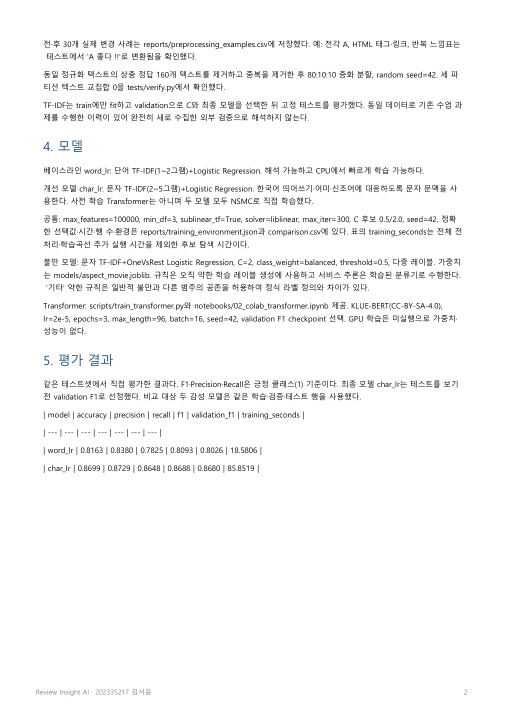 전·후 30개 실제 변경 사례는 reports/preprocessing_examples.csv에 저장했다. 예: 전각 A, HTML 태그·링크, 반복 느낌표는
테스트에서 'A 좋다 !!'로 변환됨을 확인했다.
동일 정규화 텍스트의 상충 정답 160개 텍스트를 제거하고 중복을 제거한 후 80:10:10 층화 분할, random seed=42. 세 파
티션 텍스트 교집합 0을 tests/verify.py에서 확인했다.
TF-IDF는 train에만 fit하고 validation으로 C와 최종 모델을 선택한 뒤 고정 테스트를 평가했다. 동일 데이터로 기존 수업 과
제를 수행한 이력이 있어 완전히 새로 수집한 외부 검증으로 해석하지 않는다.
4. 모델
베이스라인 word_lr: 단어 TF-IDF(1~2그램)+Logistic Regression. 해석 가능하고 CPU에서 빠르게 학습 가능하다.
개선 모델 char_lr: 문자 TF-IDF(2~5그램)+Logistic Regression. 한국어 띄어쓰기·어미·신조어에 대응하도록 문자 문맥을 사
용한다. 사전 학습 Transformer는 아니며 두 모델 모두 NSMC로 직접 학습했다.
공통: max_features=100000, min_df=3, sublinear_tf=True, solver=liblinear, max_iter=300, C 후보 0.5/2.0, seed=42. 정확
한 선택값·시간·행 수·환경은 reports/training_environment.json과 comparison.csv에 있다. 표의 training_seconds는 전체 전
처리·학습곡선 추가 실행 시간을 제외한 후보 탐색 시간이다.
불만 모델: 문자 TF-IDF+OneVsRest Logistic Regression, C=2, class_weight=balanced, threshold=0.5, 다중 레이블. 가중치
는 models/aspect_movie.joblib. 규칙은 오직 약한 학습 레이블 생성에 사용하고 서비스 추론은 학습된 분류기로 수행한다.
'기타' 약한 규칙은 일반적 불만과 다른 범주의 공존을 허용하여 정식 라벨 정의와 차이가 있다.
Transformer: scripts/train_transformer.py와 notebooks/02_colab_transformer.ipynb 제공. KLUE-BERT(CC-BY-SA-4.0),
lr=2e-5, epochs=3, max_length=96, batch=16, seed=42, validation F1 checkpoint 선택. GPU 학습은 미실행으로 가중치·
성능이 없다.
5. 평가 결과
같은 테스트셋에서 직접 평가한 결과다. F1·Precision·Recall은 긍정 클래스(1) 기준이다. 최종 모델 char_lr는 테스트를 보기
전 validation F1로 선정했다. 비교 대상 두 감성 모델은 같은 학습·검증·테스트 행을 사용했다.
| model | accuracy | precision | recall | f1 | validation_f1 | training_seconds |
| --- | --- | --- | --- | --- | --- | --- |
| word_lr | 0.8163 | 0.8380 | 0.7825 | 0.8093 | 0.8026 | 18.5806 |
| char_lr | 0.8699 | 0.8729 | 0.8648 | 0.8688 | 0.8680 | 85.8519 |
Review Insight AI · 202335217 김서윤
2